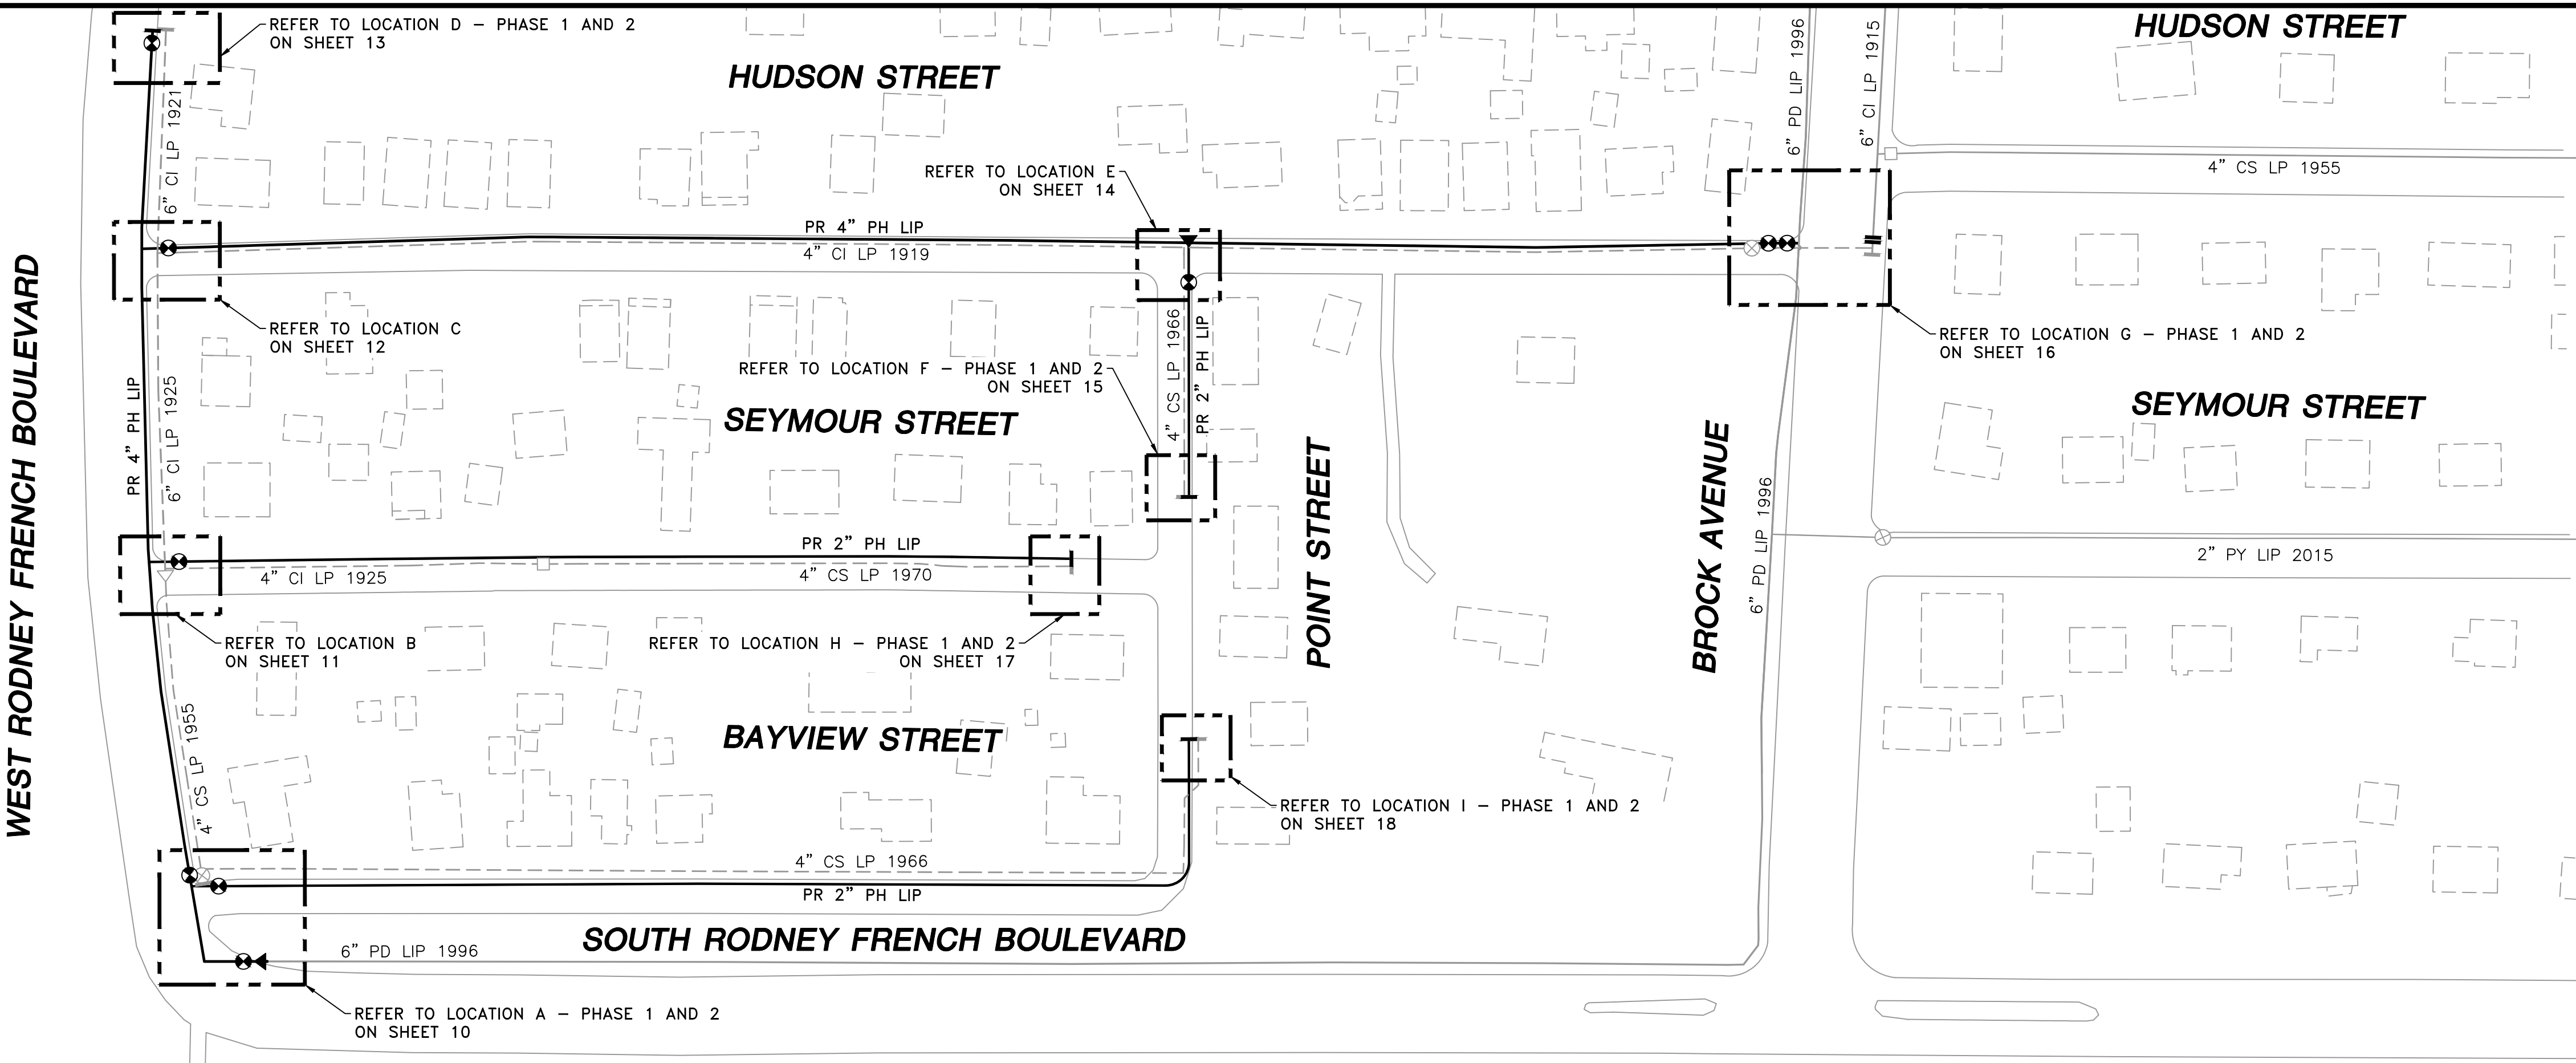 REFER TO LOCATION D – PHASE 1 AND 2
ON SHEET 13
HUDSON STREET
HUDSON STREET
6" CI LP 1921
6" PD LIP 1996
6" CI LP 1915
4" CS LP 1955
REFER TO LOCATION E
ON SHEET 14
PR 4" PH LIP
4" CI LP 1919
REFER TO LOCATION C
ON SHEET 12
4" CS LP 1966
PR 2" PH LIP
REFER TO LOCATION G – PHASE 1 AND 2
ON SHEET 16
WEST RODNEY FRENCH BOULEVARD
PR 4" PH LIP
6" CI LP 1925
REFER TO LOCATION F – PHASE 1 AND 2
ON SHEET 15
SEYMOUR STREET
SEYMOUR STREET
POINT STREET
BROCK AVENUE
6" PD LIP 1996
PR 2" PH LIP
4" CI LP 1925
4" CS LP 1970
2" PY LIP 2015
REFER TO LOCATION B
ON SHEET 11
REFER TO LOCATION H – PHASE 1 AND 2
ON SHEET 17
4" CS LP 1955
BAYVIEW STREET
REFER TO LOCATION I – PHASE 1 AND 2
ON SHEET 18
4" CS LP 1966
PR 2" PH LIP
SOUTH RODNEY FRENCH BOULEVARD
6" PD LIP 1996
REFER TO LOCATION A – PHASE 1 AND 2
ON SHEET 10